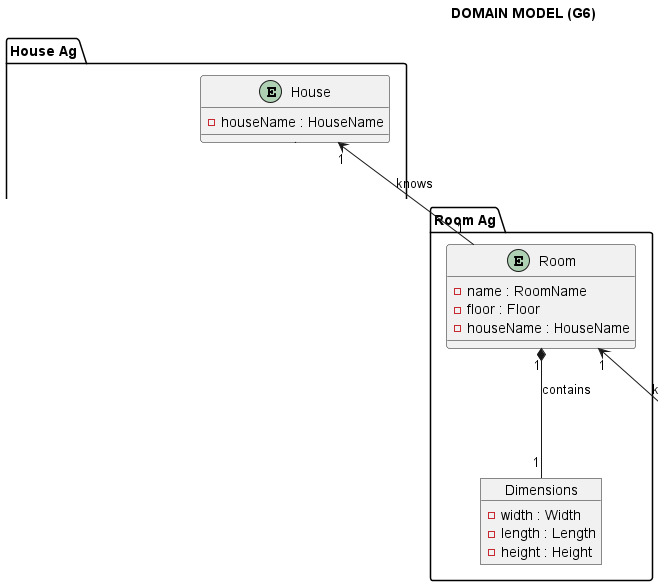 DOMAIN MODEL (G6)
House Ag
E House
houseName : HouseName
1
knows
1
Room Ag
E Room
name : RoomName
floor : Floor
houseName : HouseName
1
1
contains
k
1
Dimensions
width : Width
length : Length
height : Height